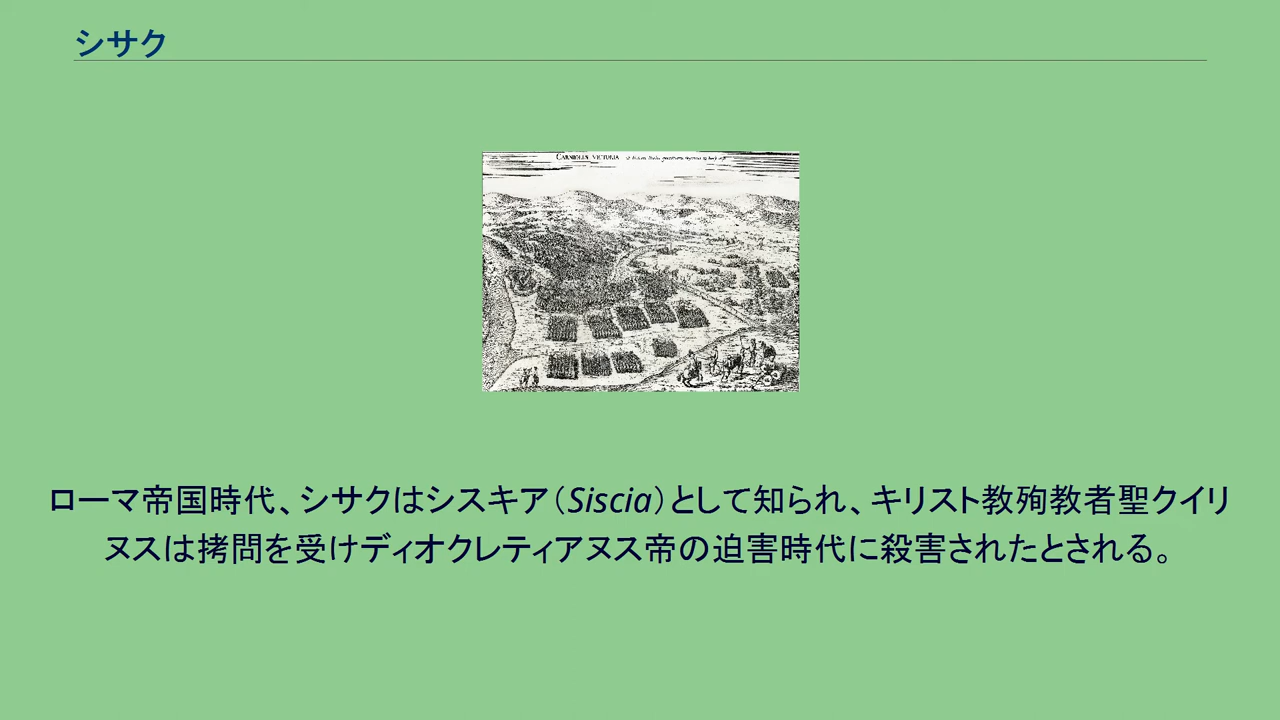 シサク
CARNIOLIÆ VICTORIA
ローマ帝国時代、シサクはシスキア（Siscia）として知られ、キリスト教殉教者聖クイリ
ヌスは拷問を受けディオクレティアヌス帝の迫害時代に殺害されたとされる。